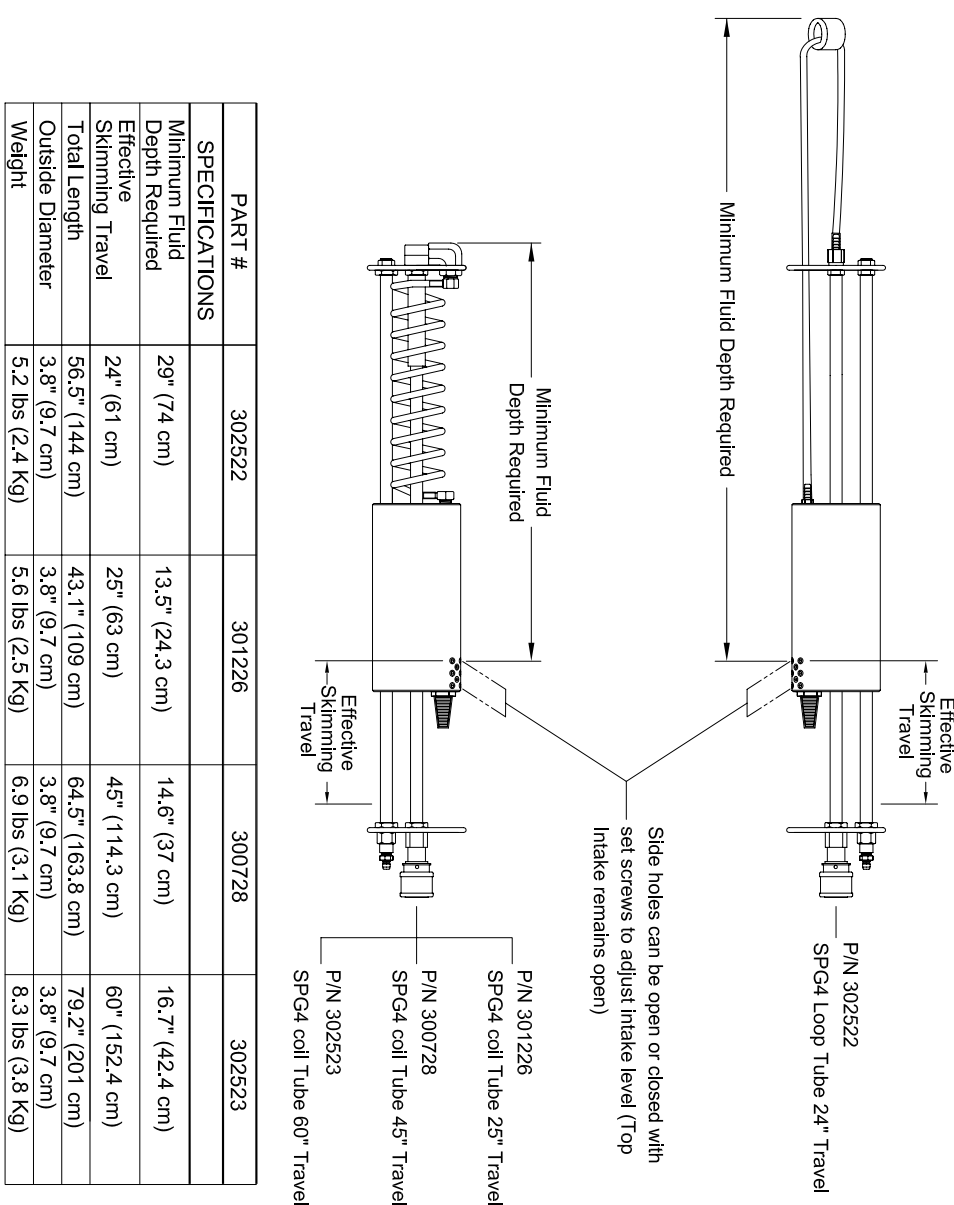 Effective
Skimming
Travel
Minimum Fluid Depth Required
P/N 302522
SPG4 Loop Tube 24" Travel
Side holes can be open or closed with
set screws to adjust intake level (Top
Intake remains open)
Minimum Fluid
Depth Required
Effective
Skimming
Travel
P/N 301226
SPG4 coil Tube 25" Travel
P/N 300728
SPG4 coil Tube 45" Travel
P/N 302523
SPG4 coil Tube 60" Travel
PART # 302522 301226 300728 302523
SPECIFICATIONS
Minimum Fluid
Depth Required 29" (74 cm) 13.5" (24.3 cm) 14.6" (37 cm) 16.7" (42.4 cm)
Effective
Skimming Travel 24" (61 cm) 25" (63 cm) 45" (114.3 cm) 60" (152.4 cm)
Total Length 56.5" (144 cm) 43.1" (109 cm) 64.5" (163.8 cm) 79.2" (201 cm)
Outside Diameter 3.8" (9.7 cm) 3.8" (9.7 cm) 3.8" (9.7 cm) 3.8" (9.7 cm)
Weight 5.2 lbs (2.4 Kg) 5.6 lbs (2.5 Kg) 6.9 lbs (3.1 Kg) 8.3 lbs (3.8 Kg)